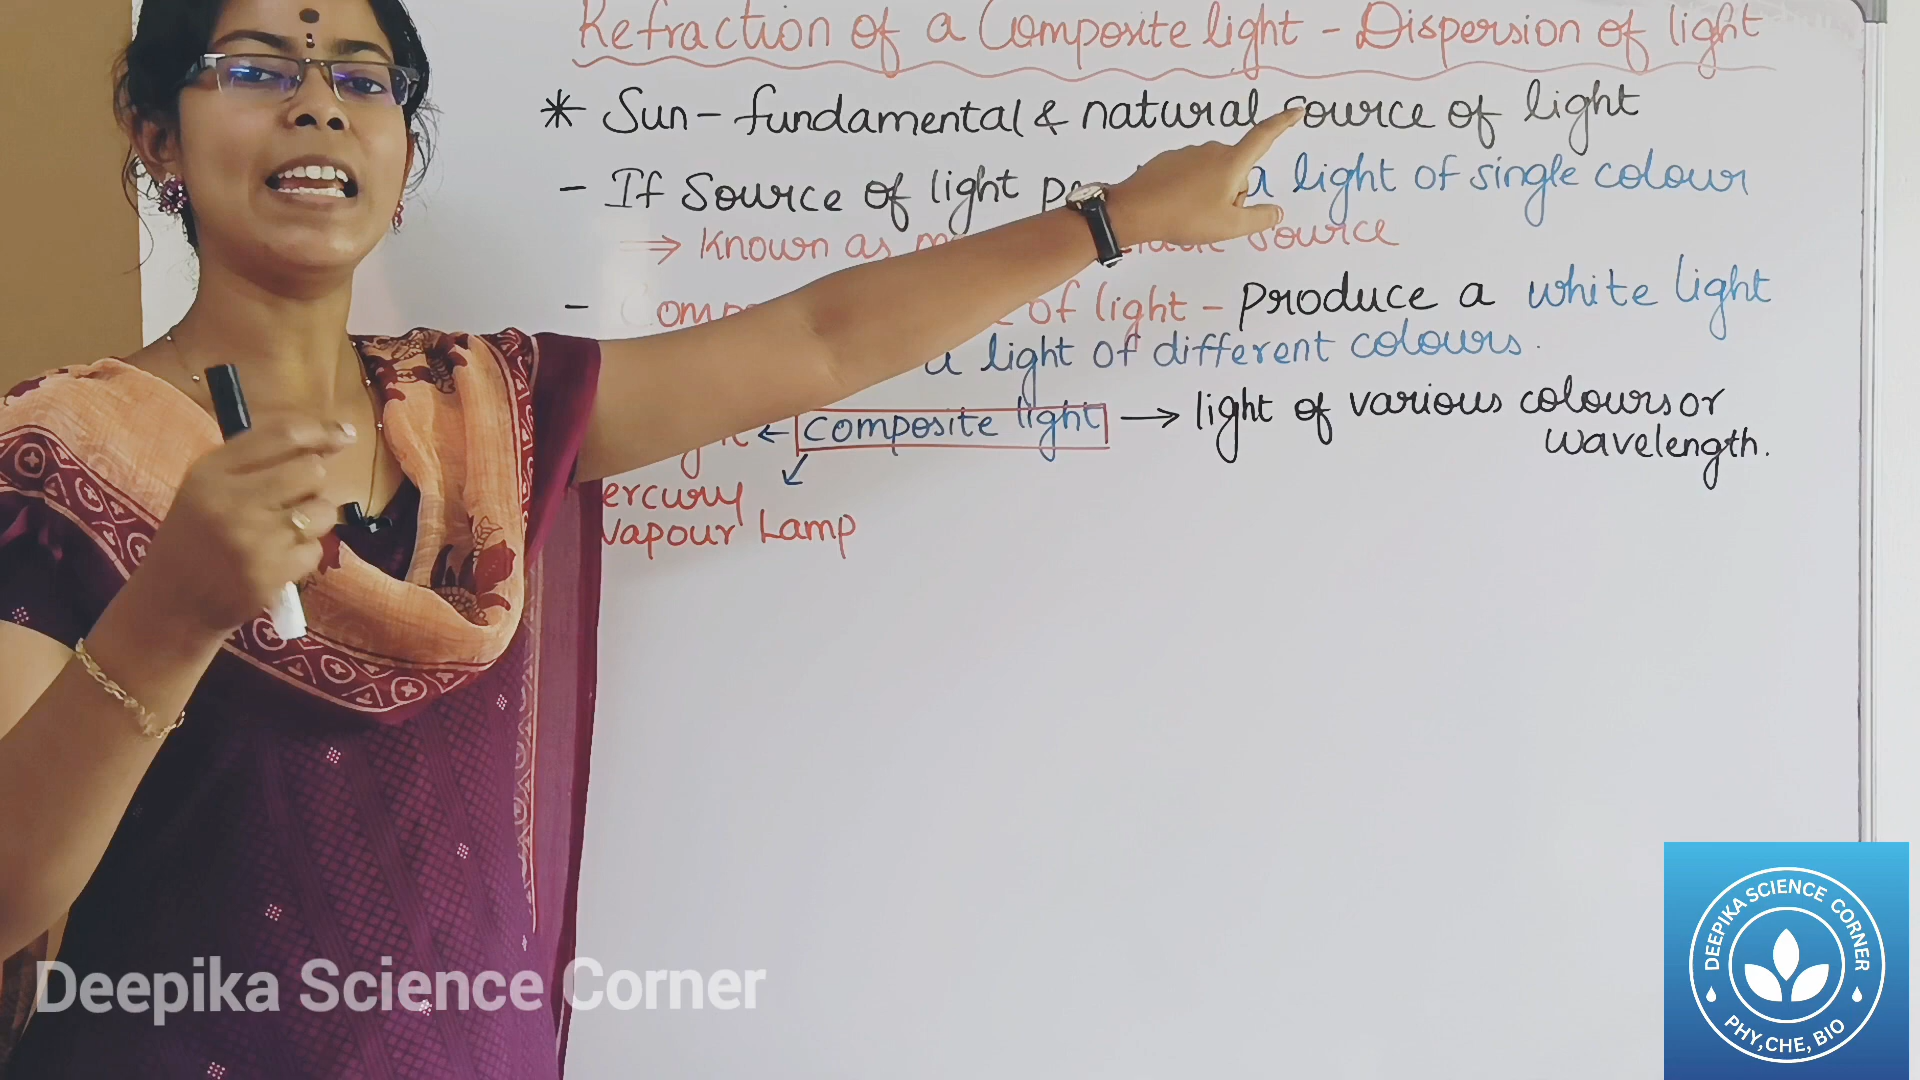 Refraction of a Composite light - Dispersion of light
* Sun - fundamental & natural source of light
- If Source of light a light of single colour
⇒ Known as Source
- of light - Produce a white light
a light of different colours.
← composite light → light of various colours or
wavelength.
ercury
Vapour Lamp
Deepika Science Corner
DEEPIKA SCIENCE CORNER
PHY,CHE, BIO